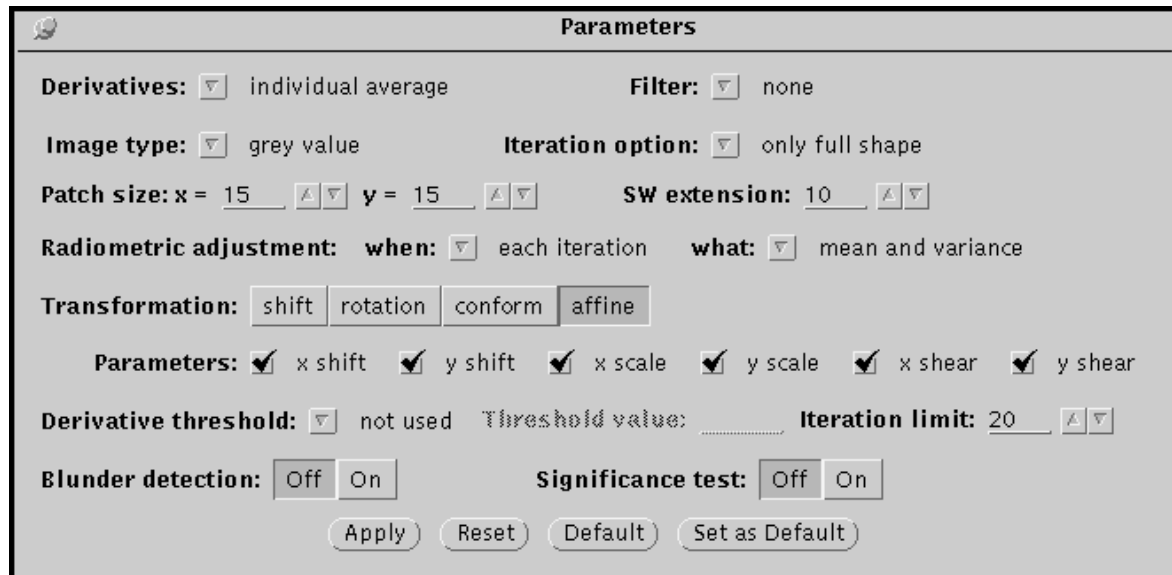 Parameters
Derivatives: individual average Filter: none
Image type: grey value Iteration option: only full shape
Patch size: x = 15 y = 15 SW extension: 10
Radiometric adjustment: when: each iteration what: mean and variance
Transformation: shift rotation conform affine
Parameters: x shift y shift x scale y scale x shear y shear
Derivative threshold: not used Threshold value: Iteration limit: 20
Blunder detection: Off On Significance test: Off On
Apply Reset Default Set as Default